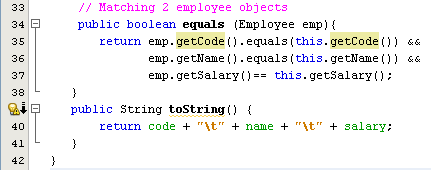 33 // Matching 2 employee objects
34 public boolean equals (Employee emp){
35 return emp.getCode().equals(this.getCode()) &&
36 emp.getName().equals(this.getName()) &&
37 emp.getSalary()== this.getSalary();
38 }
public String toString() {
40 return code + "\t" + name + "\t" + salary;
41 }
42 }